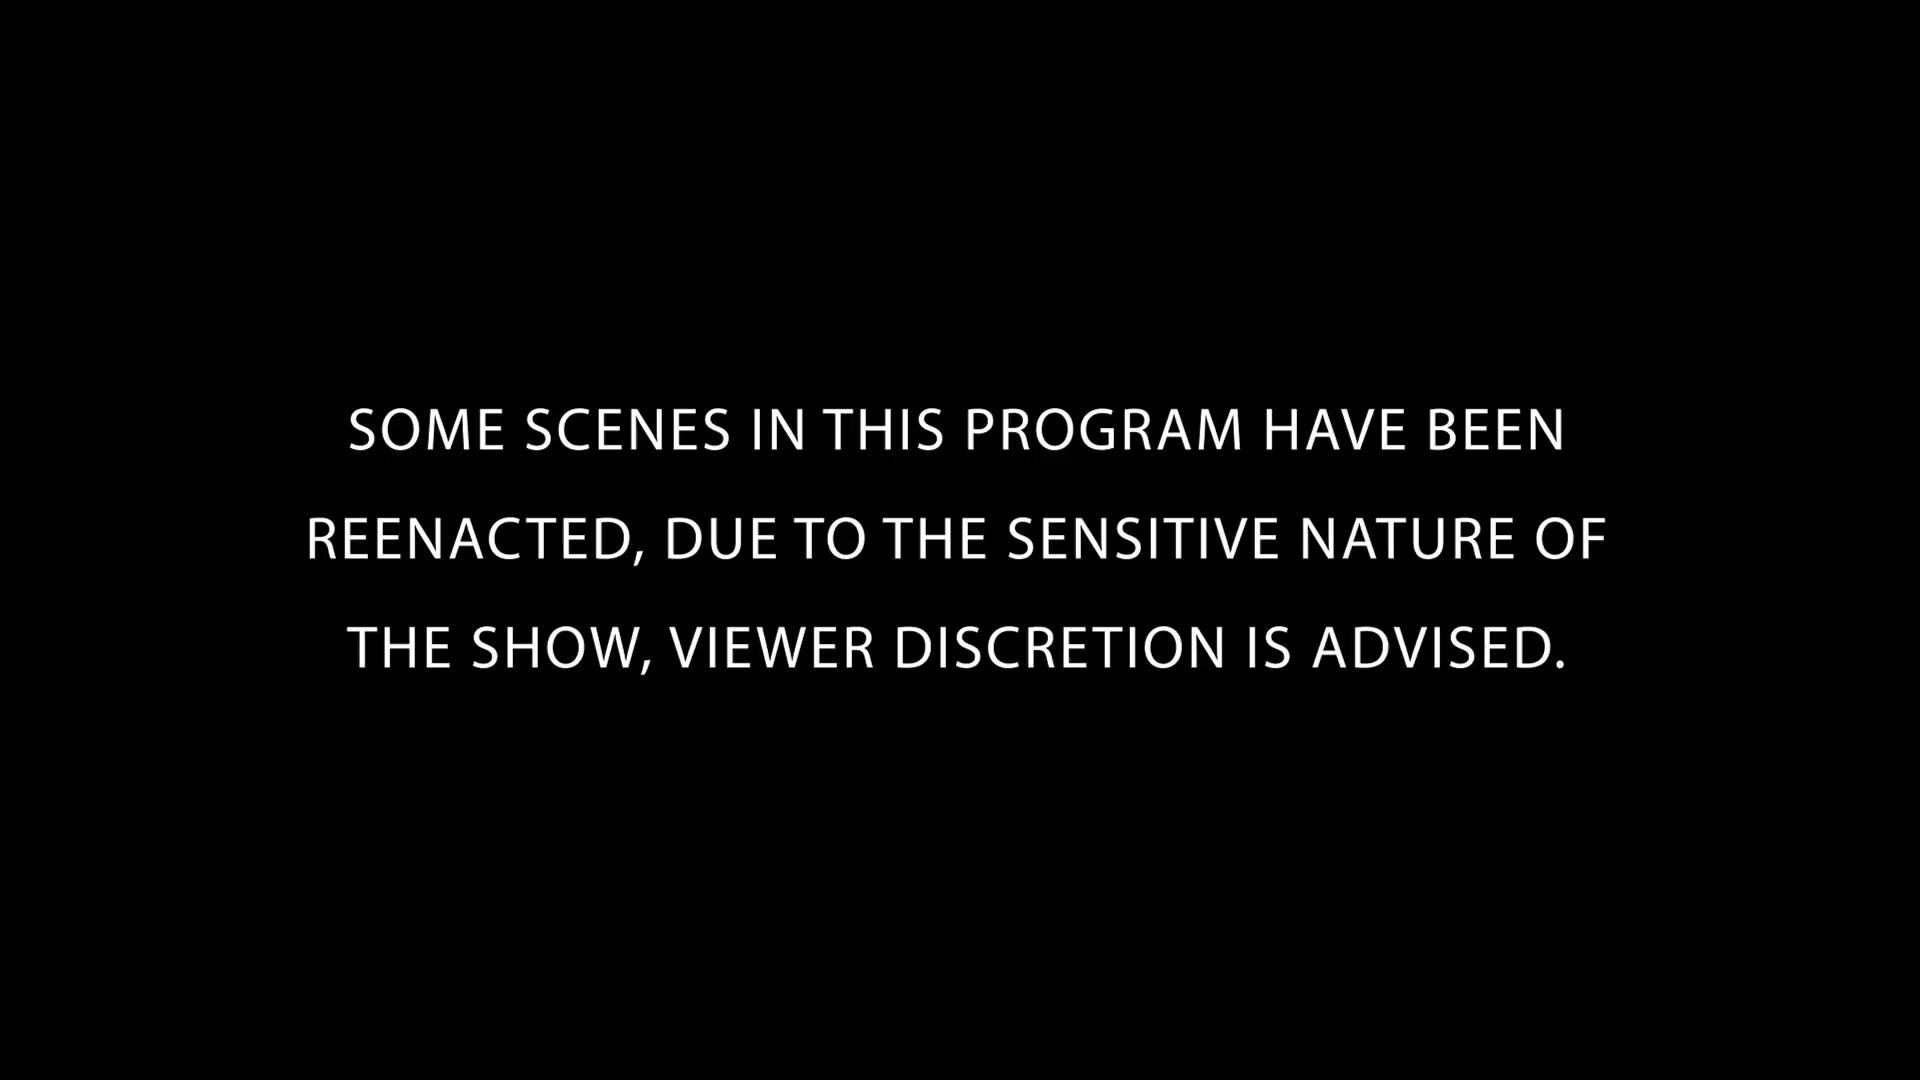 SOME SCENES IN THIS PROGRAM HAVE BEEN
REENACTED, DUE TO THE SENSITIVE NATURE OF
THE SHOW, VIEWER DISCRETION IS ADVISED.